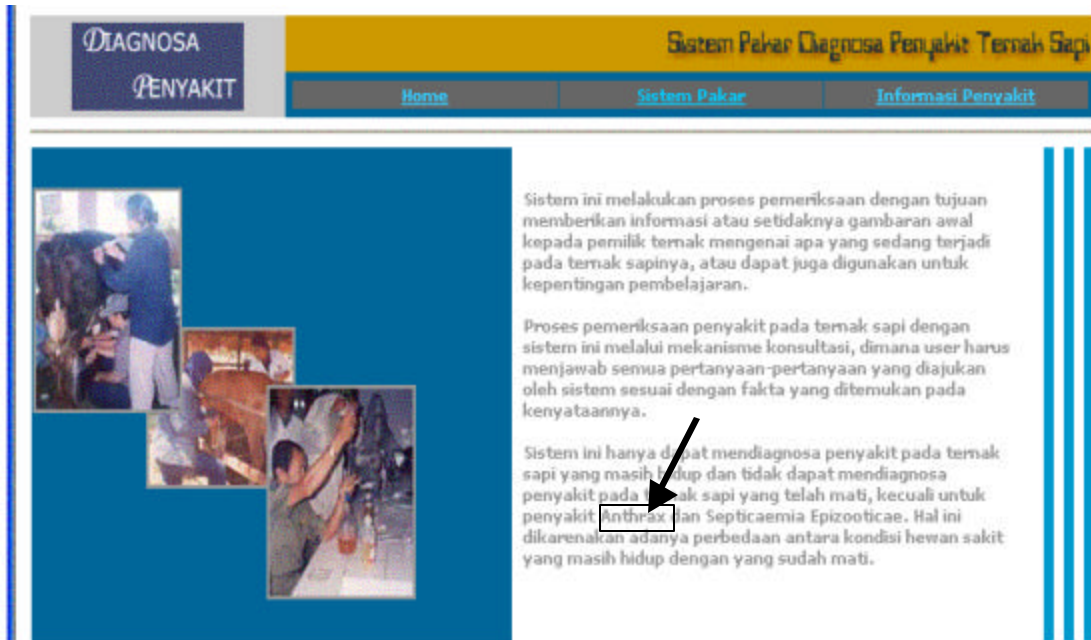 DIAGNOSA
PENYAKIT
Sistem Pakar Diagnosa Penyakit Ternak Sapi
Home Sistem Pakar Informasi Penyakit
Sistem ini melakukan proses pemeriksaan dengan tujuan
memberikan informasi atau setidaknya gambaran awal
kepada pemilik ternak mengenai apa yang sedang terjadi
pada ternak sapinya, atau dapat juga digunakan untuk
kepentingan pembelajaran.
Proses pemeriksaan penyakit pada ternak sapi dengan
sistem ini melalui mekanisme konsultasi, dimana user harus
menjawab semua pertanyaan-pertanyaan yang diajukan
oleh sistem sesuai dengan fakta yang ditemukan pada
kenyataannya.
Sistem ini hanya dapat mendiagnosa penyakit pada ternak
sapi yang masih hidup dan tidak dapat mendiagnosa
penyakit pada ternak sapi yang telah mati, kecuali untuk
penyakit Anthrax dan Septicaemia Epizooticae. Hal ini
dikarenakan adanya perbedaan antara kondisi hewan sakit
yang masih hidup dengan yang sudah mati.